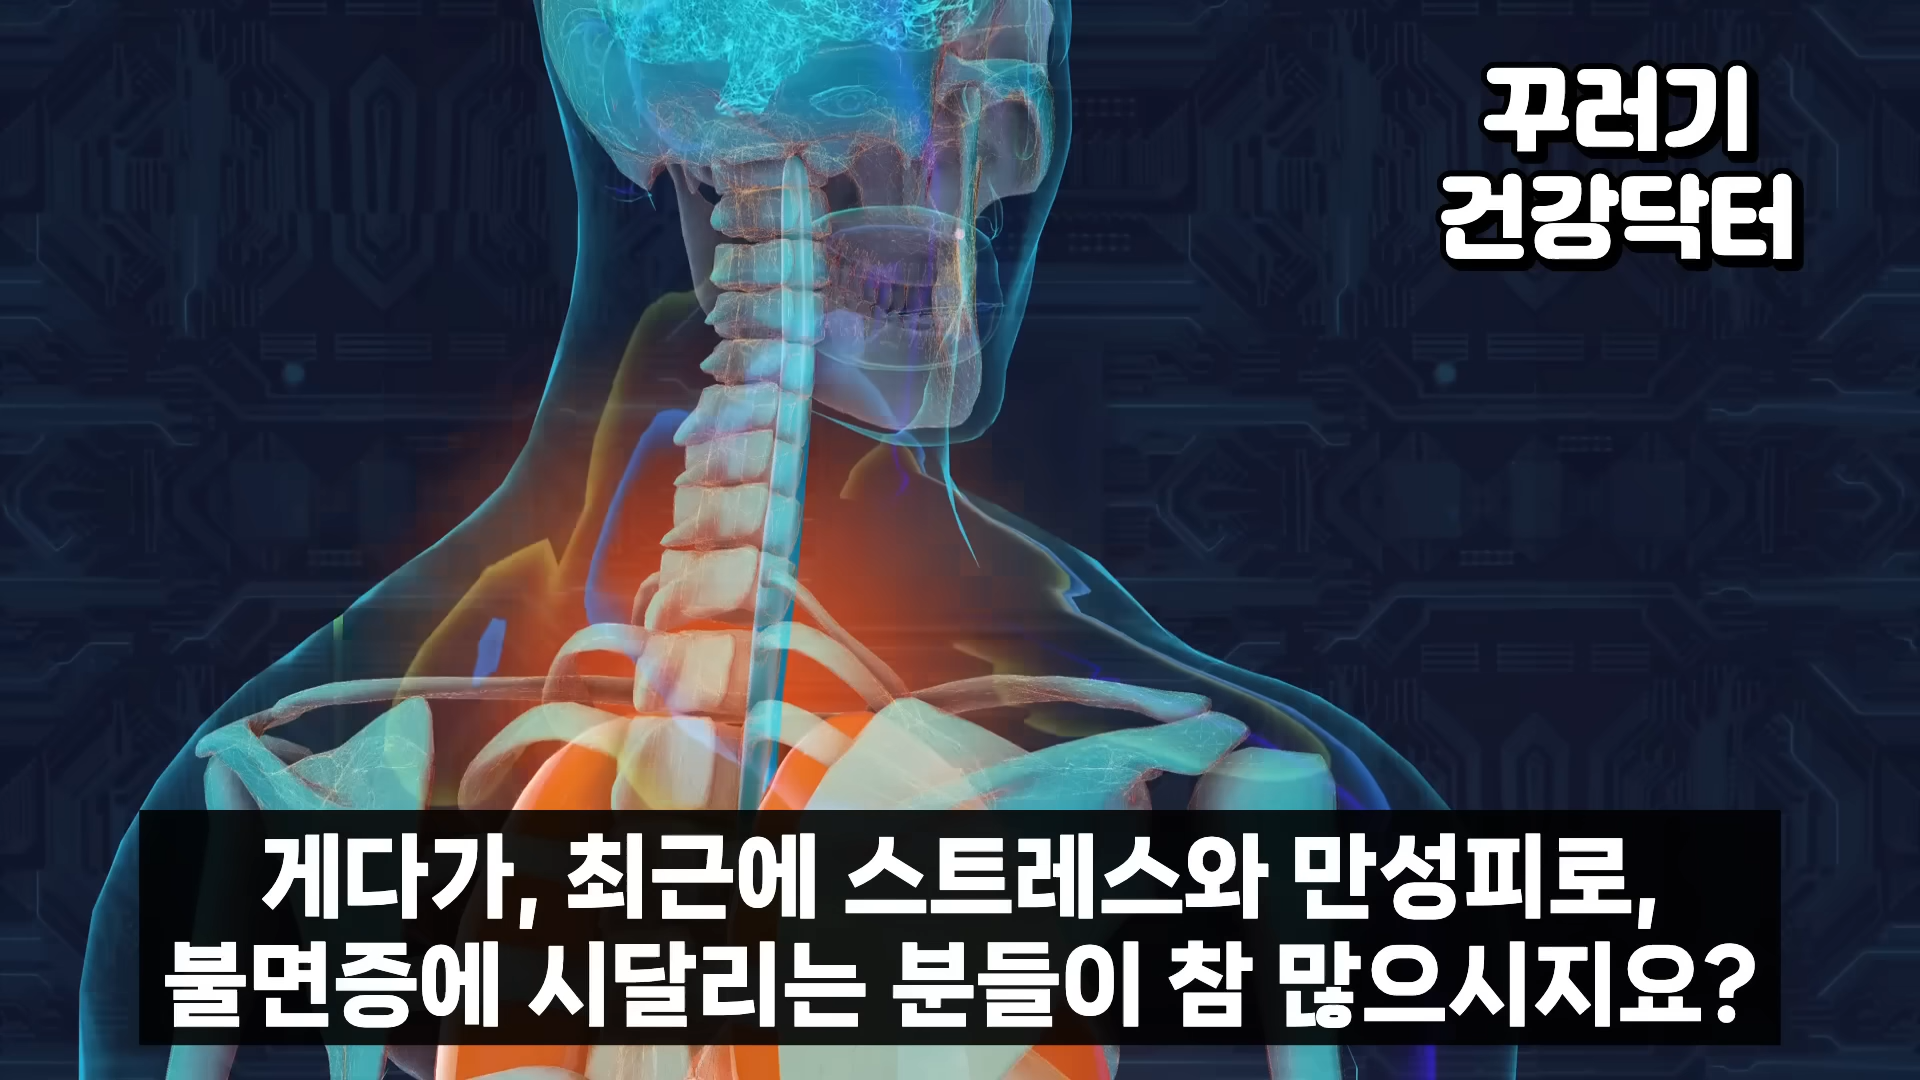 꾸러기
건강닥터
게다가, 최근에 스트레스와 만성피로,
불면증에 시달리는 분들이 참 많으시지요?